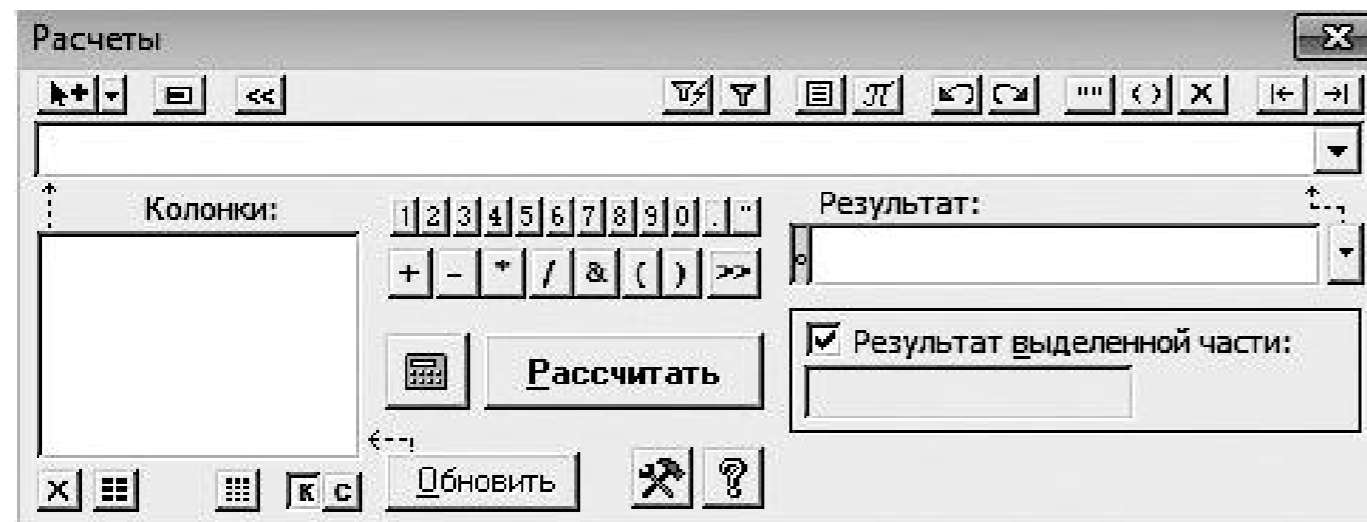 Расчеты
<<
π
"" < > X
Колонки:
1 2 3 4 5 6 7 8 9 0 . "
Результат:
+ - * / & ( ) >>
Результат выделенной части:
Рассчитать
X К С
Обновить
?